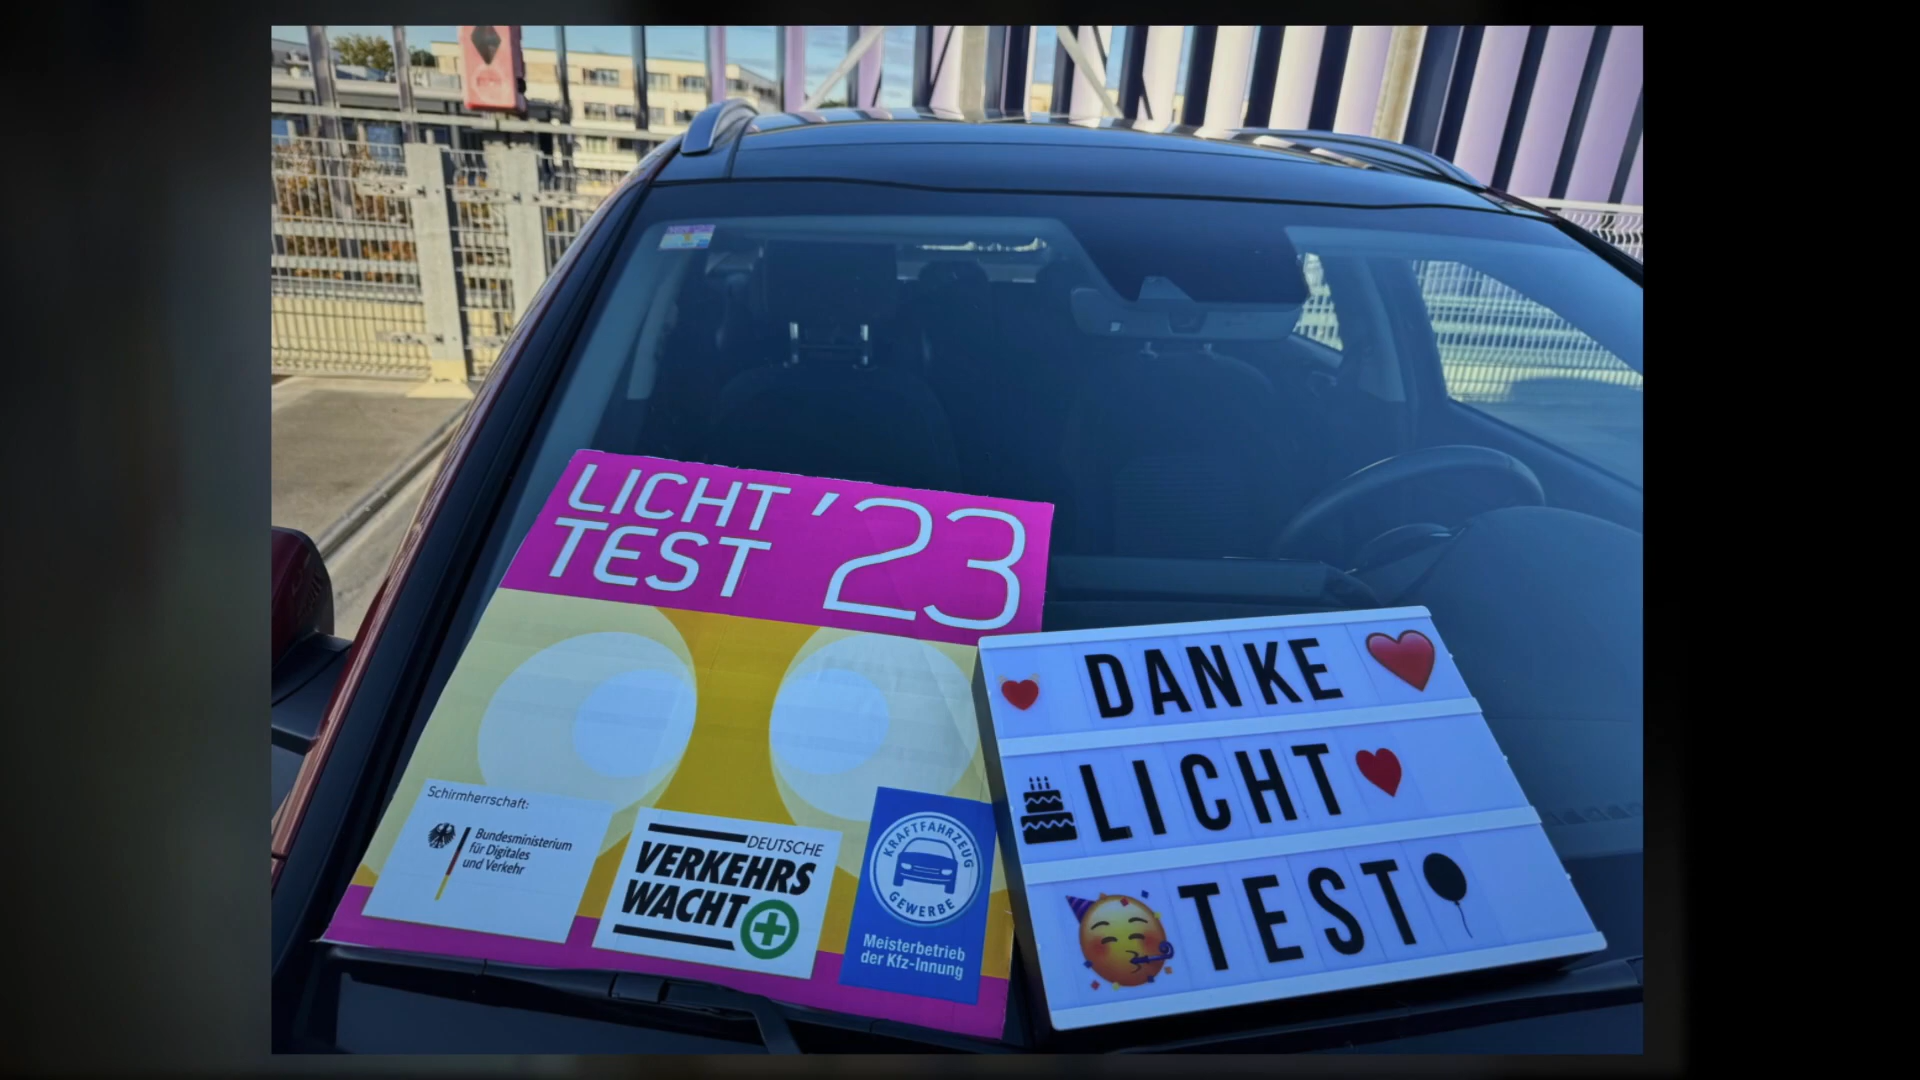 LICHT '23
TEST
Schirmherrschaft:
Bundesministerium
für Digitales
und Verkehr
DEUTSCHE
VERKEHRS
WACHT
KRAFTFAHRZEUG
GEWERBE
Meisterbetrieb
der Kfz-Innung
DANKE
LICHT
TEST